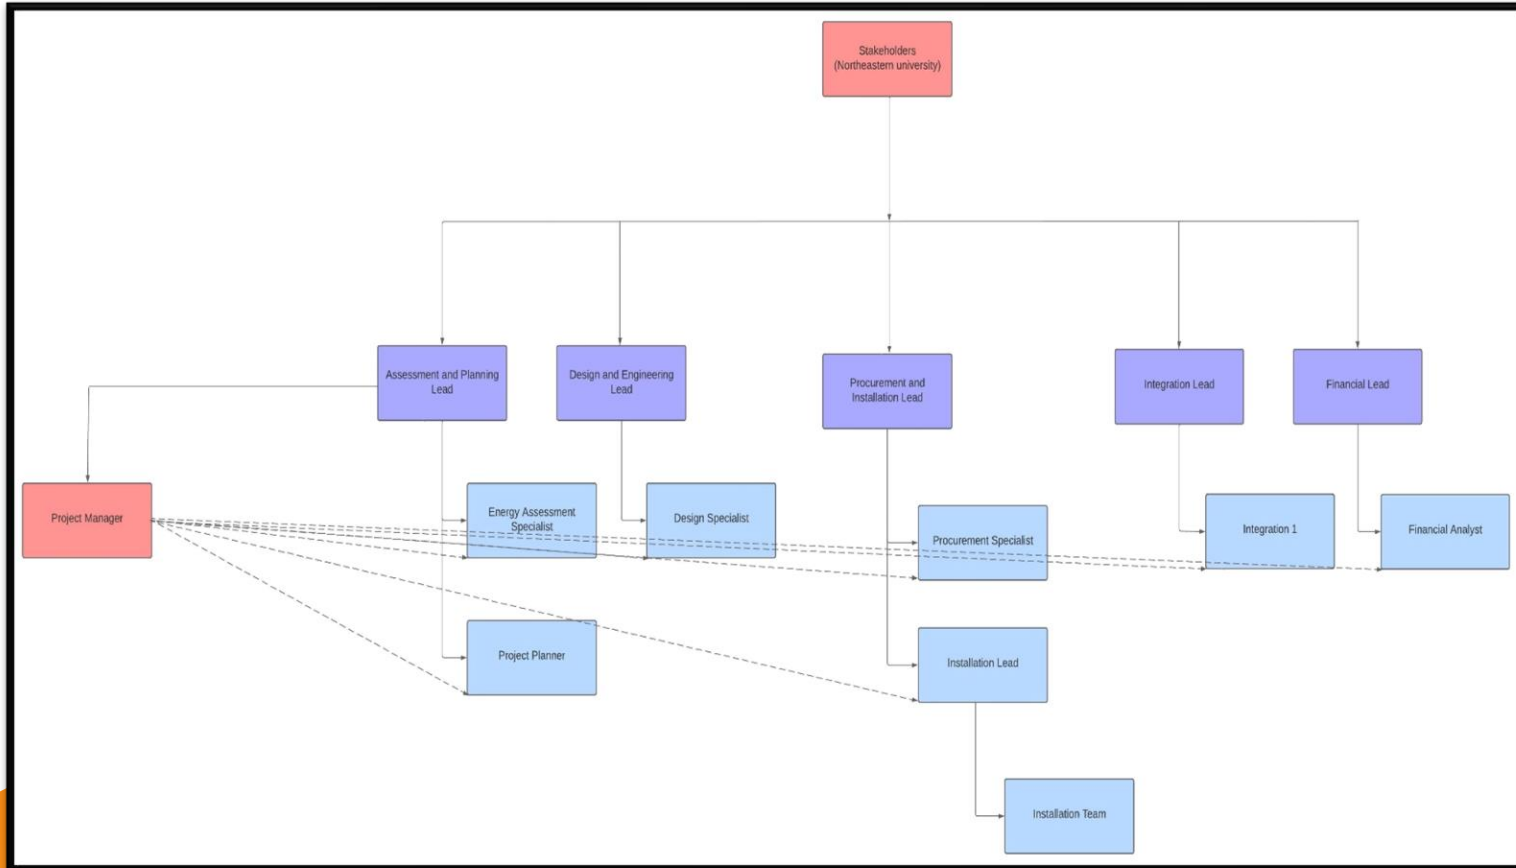 Stakeholders
(Northeastern university)
Assessment and Planning
Lead
Design and Engineering
Lead
Procurement and
Installation Lead
Integration Lead
Financial Lead
Project Manager
Energy Assessment
Specialist
Design Specialist
Procurement Specialist
Integration 1
Financial Analyst
Project Planner
Installation Lead
Installation Team